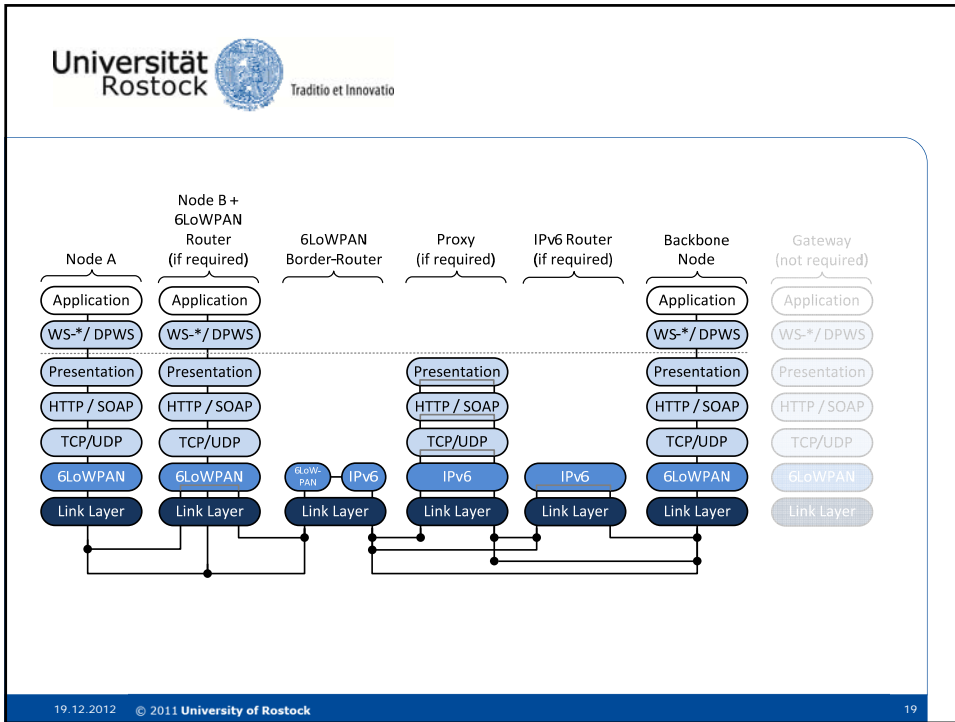 Universität
Rostock
Traditio et Innovatio
Node A
Node B +
6LoWPAN
Router
(if required)
6LoWPAN
Border-Router
Proxy
(if required)
IPv6 Router
(if required)
Backbone
Node
Gateway
(not required)
Application
Application
Application
Application
WS-*/ DPWS
WS-*/ DPWS
WS-*/ DPWS
WS-*/ DPWS
Presentation
Presentation
Presentation
Presentation
Presentation
HTTP / SOAP
HTTP / SOAP
HTTP / SOAP
HTTP / SOAP
HTTP / SOAP
TCP/UDP
TCP/UDP
TCP/UDP
TCP/UDP
TCP/UDP
6LoWPAN
6LoWPAN
6LoW-
PAN
IPv6
IPv6
IPv6
6LoWPAN
6LoWPAN
Link Layer
Link Layer
Link Layer
Link Layer
Link Layer
Link Layer
Link Layer
19.12.2012 © 2011 University of Rostock 19